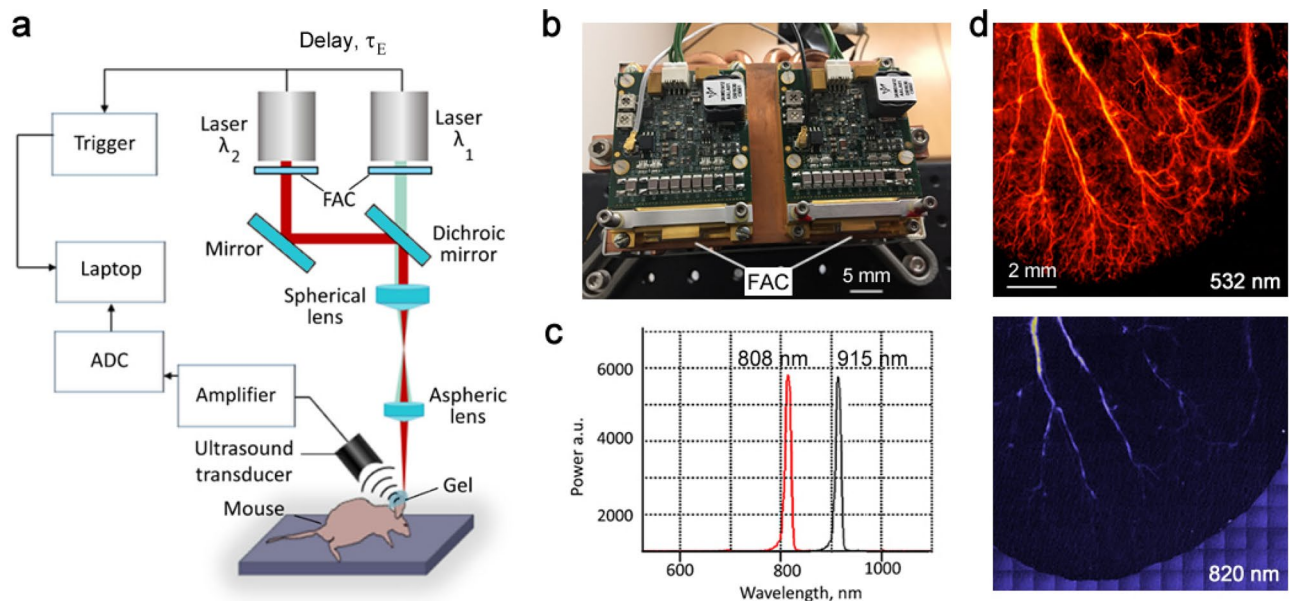 a
Delay, τE
Trigger
Laser
λ2
Laser
λ1
FAC
Mirror
Dichroic
mirror
Laptop
Spherical
lens
ADC
Amplifier
Aspheric
lens
Ultrasound
transducer
Gel
Mouse
b
FAC
5 mm
c
808 nm
915 nm
6000
4000
2000
Power a.u.
600
800
1000
Wavelength, nm
d
2 mm
532 nm
820 nm